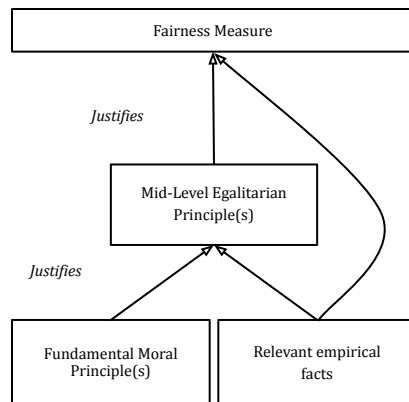 Fairness Measure
Justifies
Mid-Level Egalitarian
Principle(s)
Justifies
Fundamental Moral
Principle(s)
Relevant empirical
facts